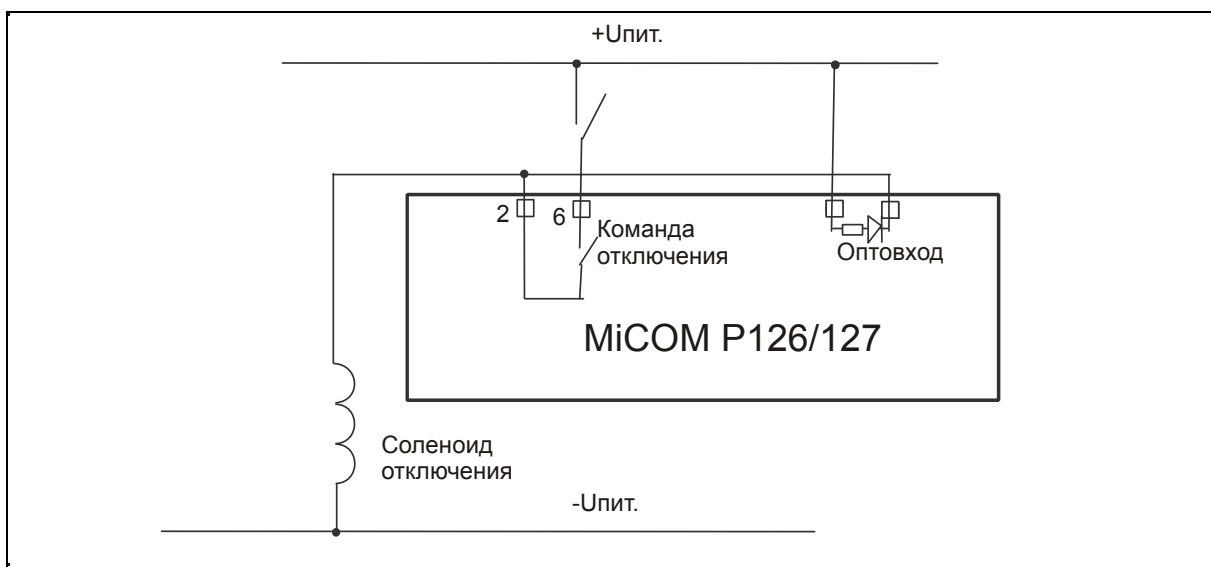 +Uпит.
2
6
Команда
отключения
Оптовход
MiCOM P126/127
Соленоид
отключения
-Uпит.